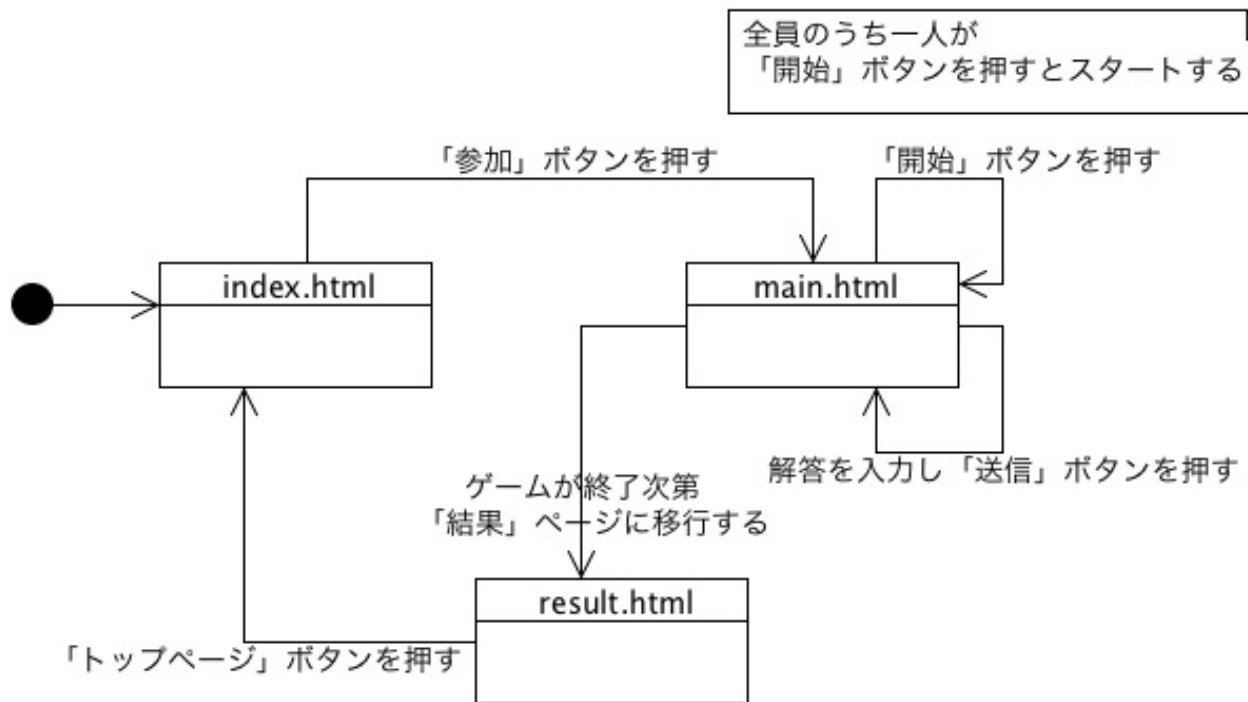 全員のうち一人が
「開始」ボタンを押すとスタートする
「参加」ボタンを押す
「開始」ボタンを押す
index.html
main.html
解答を入力し「送信」ボタンを押す
ゲームが終了次第
「結果」ページに移行する
result.html
「トップページ」ボタンを押す